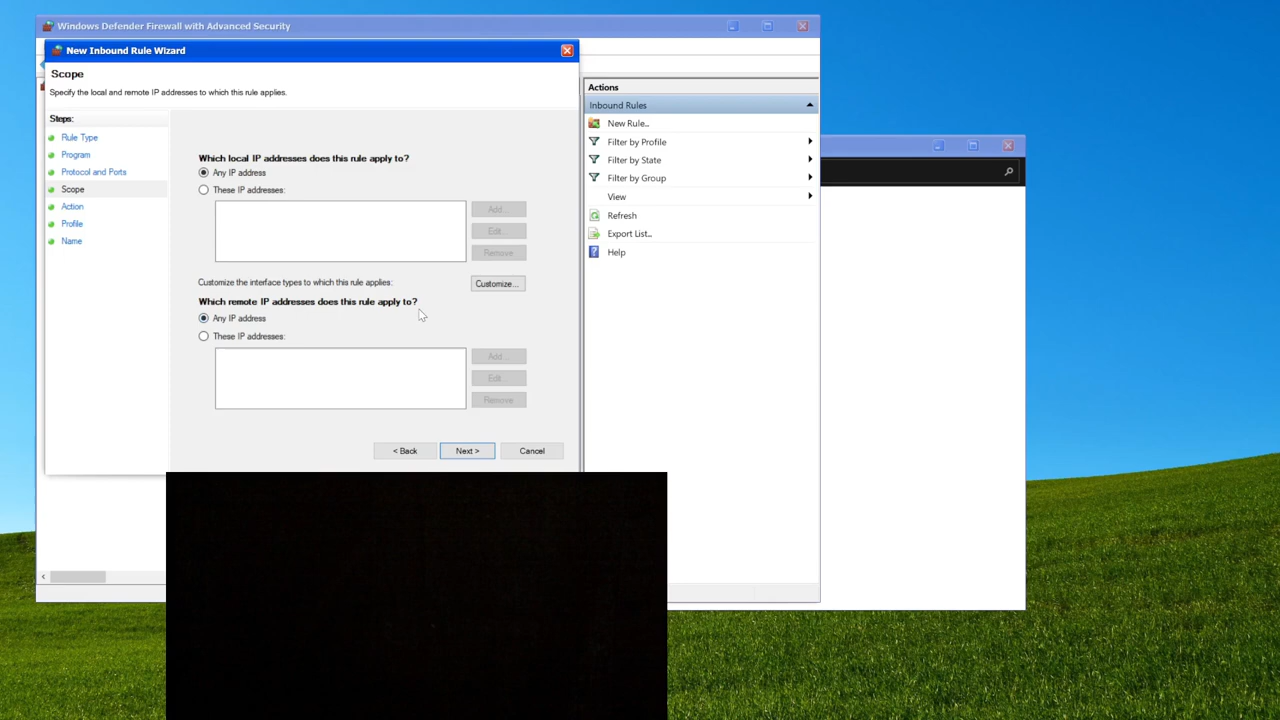 Windows Defender Firewall with Advanced Security
New Inbound Rule Wizard
Scope
Specify the local and remote IP addresses to which this rule applies.
Steps:
Rule Type
Program
Protocol and Ports
Scope
Action
Profile
Name
Which local IP addresses does this rule apply to?
Any IP address
These IP addresses:
Add...
Edit...
Remove
Customize the interface types to which this rule applies:
Customize...
Which remote IP addresses does this rule apply to?
Any IP address
These IP addresses:
Add...
Edit...
Remove
< Back
Next >
Cancel
Actions
Inbound Rules
New Rule...
Filter by Profile
Filter by State
Filter by Group
View
Refresh
Export List...
Help